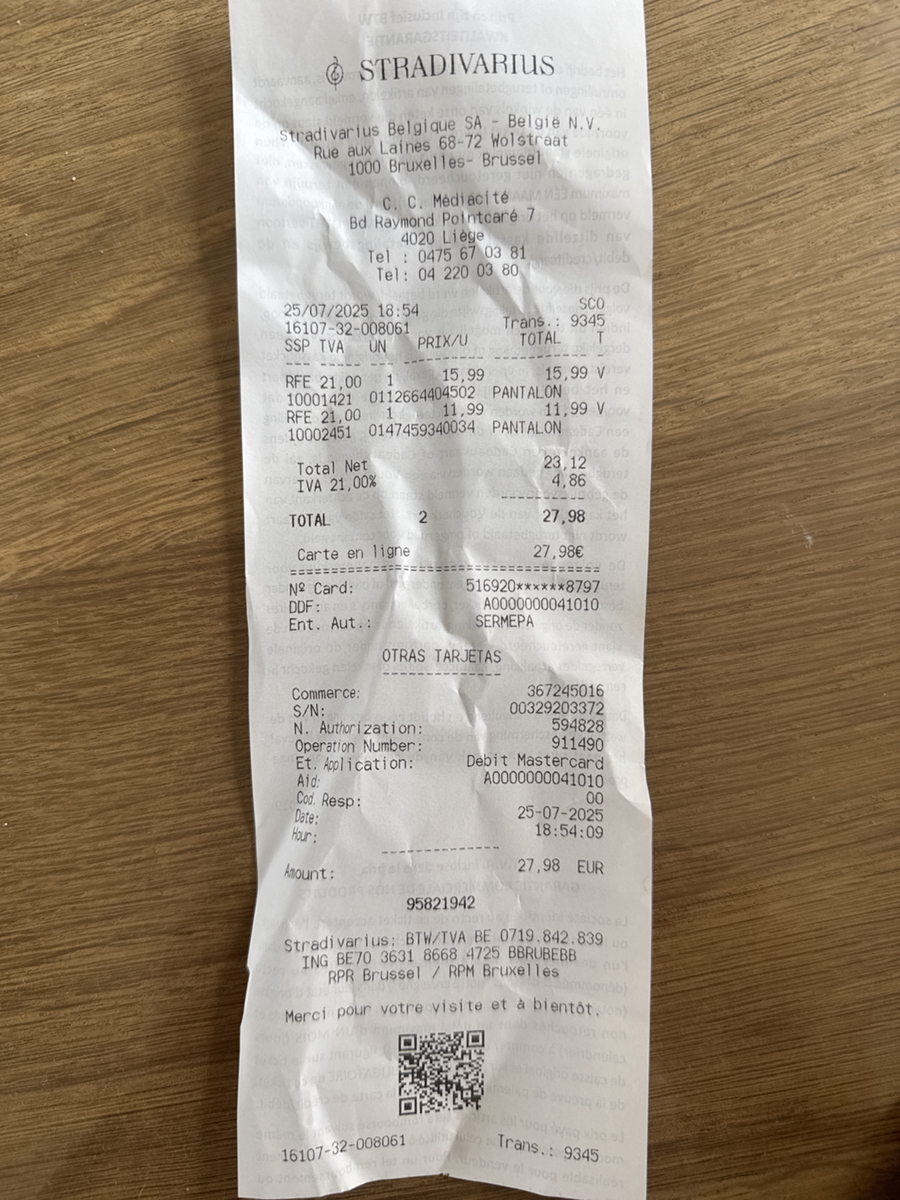 STRADIVARIUS
Stradivarius Belgique SA - België N.V.
Rue aux Laines 68-72 Wolstraat
1000 Bruxelles- Brussel
C. C. Médiacité
Bd Raymond Pointcaré 7
4020 Liège
Tel : 0475 67 03 81
Tel: 04 220 03 80
SCO
25/07/2025 18:54
16107-32-008061 Trans.: 9345
SSP TVA UN PRIX/U TOTAL T
RFE 21,00 1 15,99 15,99 V
10001421 0112664404502 PANTALON
RFE 21,00 1 11,99 11,99 V
10002451 0147459340034 PANTALON
Total Net 23,12
IVA 21,00% 4,86
TOTAL 2 27,98
Carte en ligne 27,98€
Nº Card: 516920******8797
DDF: A0000000041010
Ent. Aut.: SERMEPA
OTRAS TARJETAS
Commerce: 367245016
S/N: 00329203372
N. Authorization: 594828
Operation Number: 911490
Et. Application: Debit Mastercard
Aid: A0000000041010
Cod. Resp: 00
Date: 25-07-2025
Hour: 18:54:09
Amount: 27,98 EUR
95821942
Stradivarius: BTW/TVA BE 0719.842.839
ING BE70 3631 8668 4725 BBRUBEBB
RPR Brussel / RPM Bruxelles
Merci pour votre visite et à bientôt.
16107-32-008061 Trans.: 9345